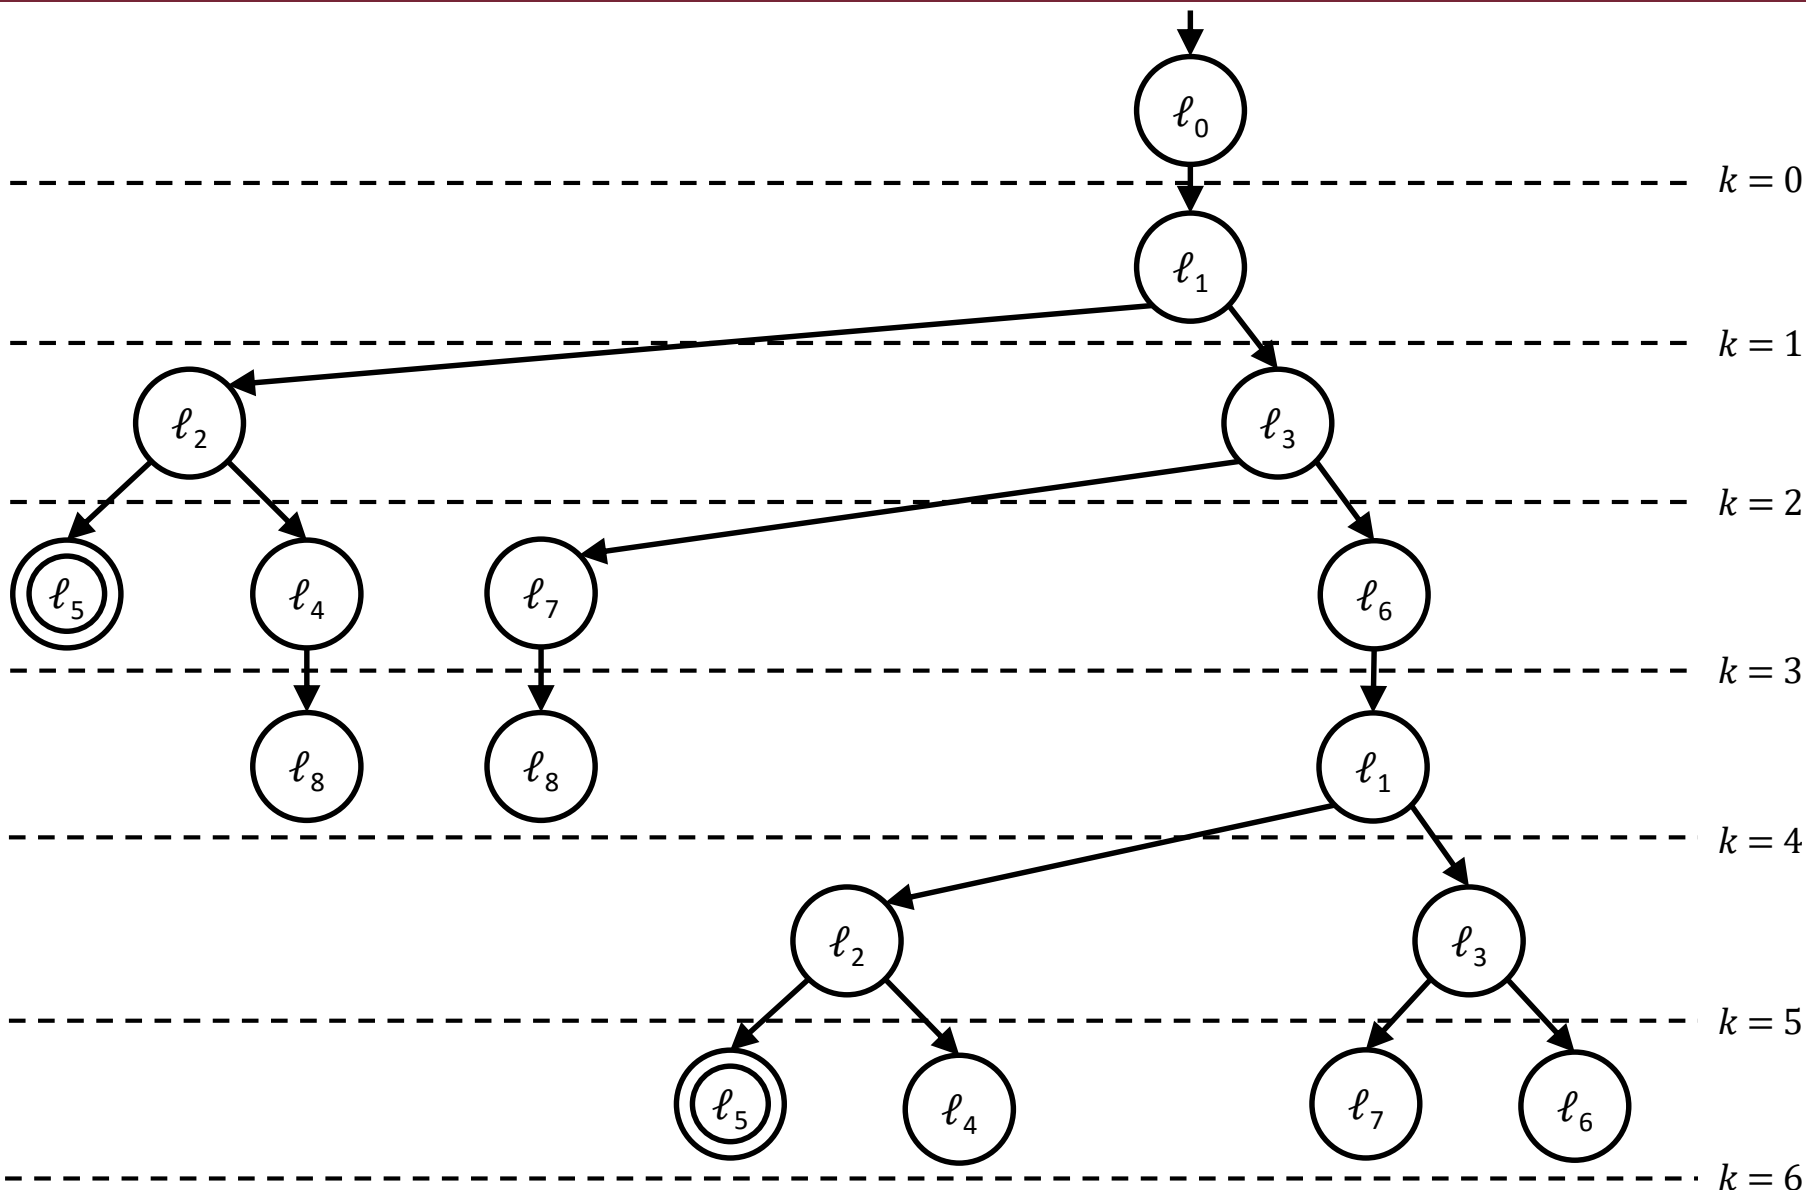 ℓ0
k = 0
ℓ1
k = 1
ℓ2 ℓ3
k = 2
ℓ5 ℓ4 ℓ7 ℓ6
k = 3
ℓ8 ℓ8 ℓ1
k = 4
ℓ2 ℓ3
k = 5
ℓ5 ℓ4 ℓ7 ℓ6
k = 6